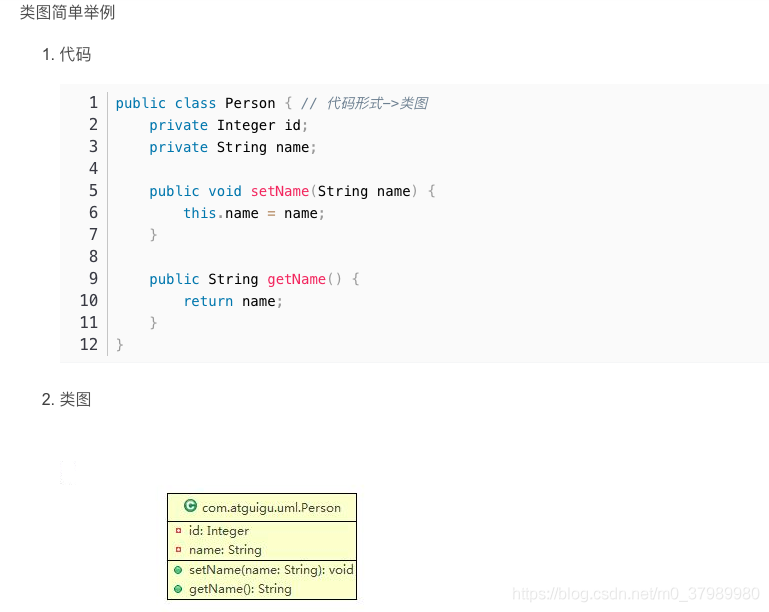 类图简单举例
1. 代码
1 public class Person { // 代码形式->类图
2 private Integer id;
3 private String name;
4
5 public void setName(String name) {
6 this.name = name;
7 }
8
9 public String getName() {
10 return name;
11 }
12 }
2. 类图
C com.atguigu.uml.Person
id: Integer
name: String
setName(name: String): void
getName(): String
https://blog.csdn.net/m0_37989980